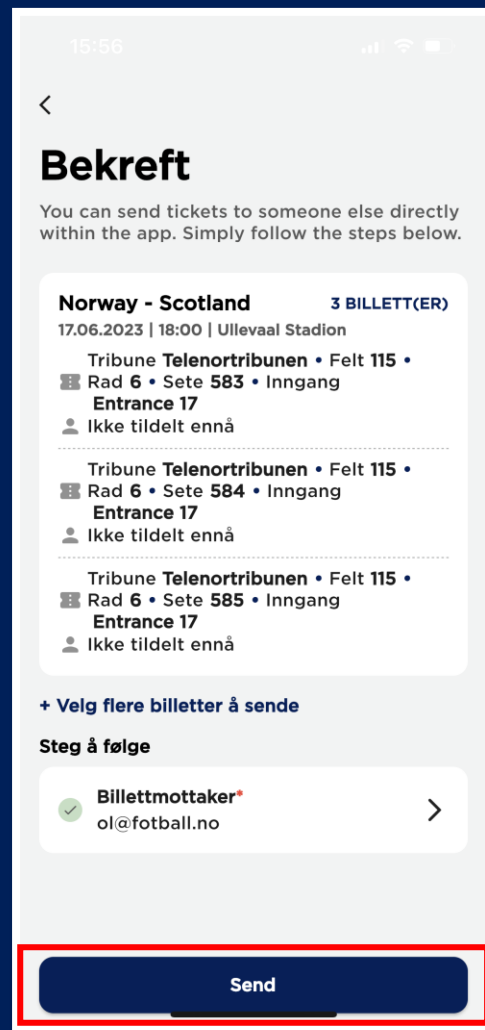 15:56
Bekreft
You can send tickets to someone else directly
within the app. Simply follow the steps below.
Norway - Scotland 3 BILLETT(ER)
17.06.2023 | 18:00 | Ullevaal Stadion
Tribune Telenortribunen • Felt 115 •
Rad 6 • Sete 583 • Inngang
Entrance 17
Ikke tildelt ennå
Tribune Telenortribunen • Felt 115 •
Rad 6 • Sete 584 • Inngang
Entrance 17
Ikke tildelt ennå
Tribune Telenortribunen • Felt 115 •
Rad 6 • Sete 585 • Inngang
Entrance 17
Ikke tildelt ennå
+ Velg flere billetter å sende
Steg å følge
Billettmottaker*
ol@fotball.no
Send